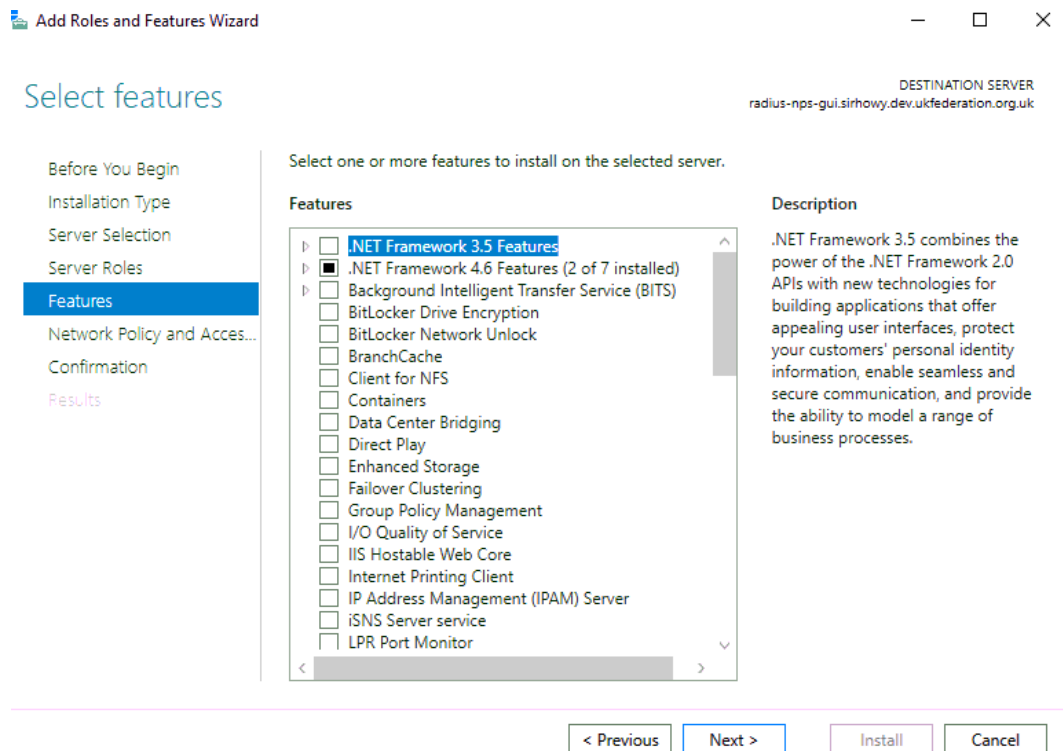 Add Roles and Features Wizard
Select features
DESTINATION SERVER
radius-nps-gui.sirhowy.dev.ukfederation.org.uk
Before You Begin
Installation Type
Server Selection
Server Roles
Features
Network Policy and Acces...
Confirmation
Results
Select one or more features to install on the selected server.
Features
.NET Framework 3.5 Features
.NET Framework 4.6 Features (2 of 7 installed)
Background Intelligent Transfer Service (BITS)
BitLocker Drive Encryption
BitLocker Network Unlock
BranchCache
Client for NFS
Containers
Data Center Bridging
Direct Play
Enhanced Storage
Failover Clustering
Group Policy Management
I/O Quality of Service
IIS Hostable Web Core
Internet Printing Client
IP Address Management (IPAM) Server
iSNS Server service
LPR Port Monitor
Description
.NET Framework 3.5 combines the
power of the .NET Framework 2.0
APIs with new technologies for
building applications that offer
appealing user interfaces, protect
your customers' personal identity
information, enable seamless and
secure communication, and provide
the ability to model a range of
business processes.
< Previous
Next >
Install
Cancel